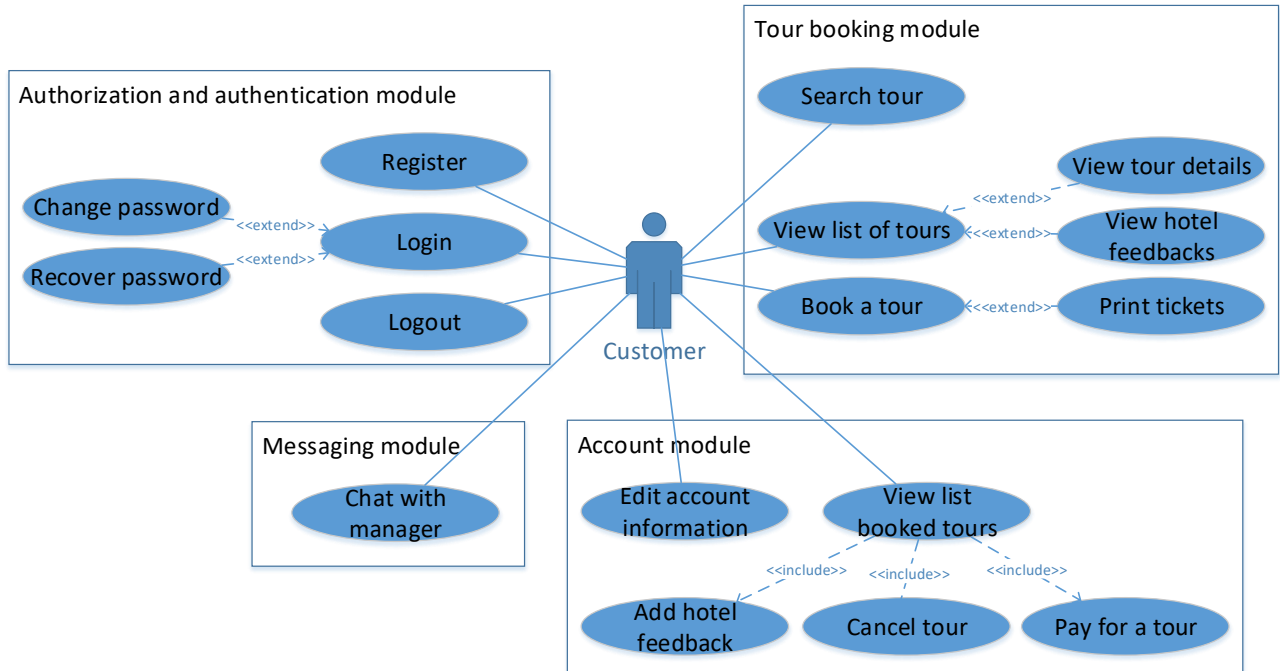 Tour booking module
Search tour
View tour details
<<extend>>
View list of tours
<<extend>>
View hotel
feedbacks
Book a tour
<<extend>>
Print tickets
Authorization and authentication module
Register
Change password
<<extend>>
Login
Recover password
<<extend>>
Logout
Customer
Messaging module
Chat with
manager
Account module
Edit account
information
View list
booked tours
<<include>>
<<include>>
<<include>>
Add hotel
feedback
Cancel tour
Pay for a tour